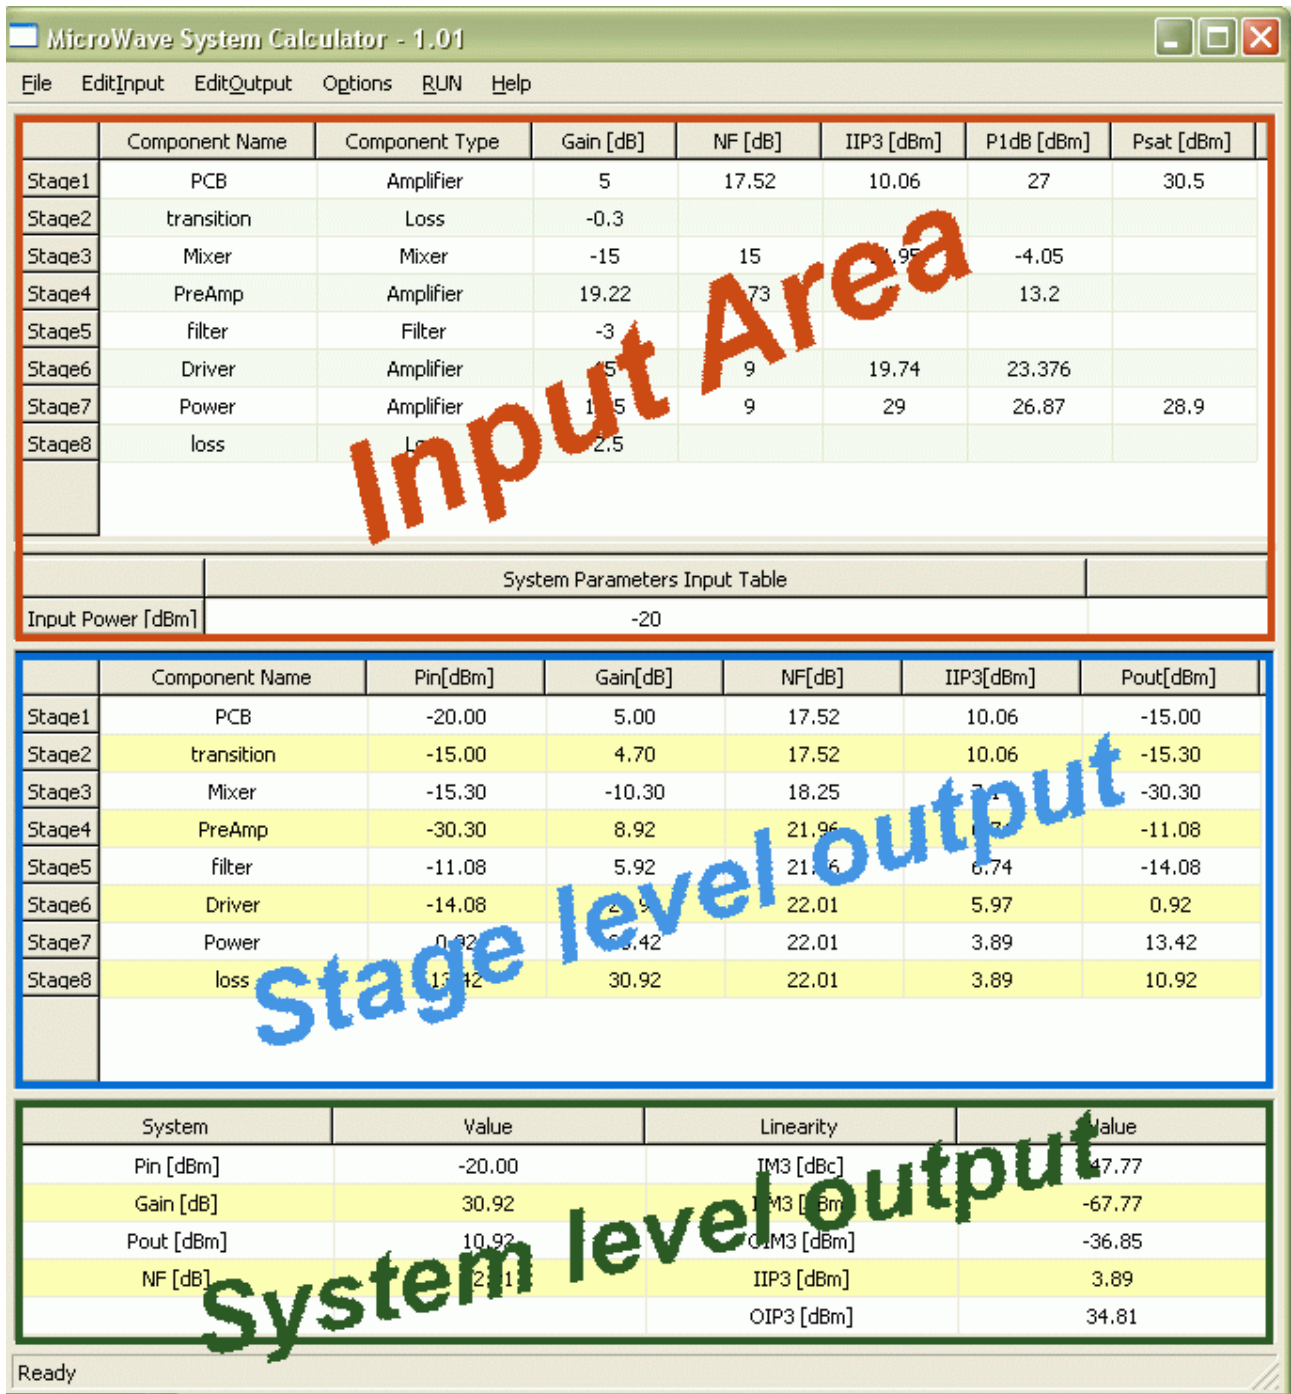 MicroWave System Calculator - 1.01
File EditInput EditOutput Options RUN Help
Component Name Component Type Gain [dB] NF [dB] IIP3 [dBm] P1dB [dBm] Psat [dBm]
Stage1 PCB Amplifier 5 17.52 10.06 27 30.5
Stage2 transition Loss -0.3
Stage3 Mixer Mixer -15 15 -4.05
Stage4 PreAmp Amplifier 19.22 13.2
Stage5 filter Filter -3
Stage6 Driver Amplifier 9 19.74 23.376
Stage7 Power Amplifier 9 29 26.87 28.9
Stage8 loss
Input Area
System Parameters Input Table
Input Power [dBm] -20
Component Name Pin[dBm] Gain[dB] NF[dB] IIP3[dBm] Pout[dBm]
Stage1 PCB -20.00 5.00 17.52 10.06 -15.00
Stage2 transition -15.00 4.70 17.52 10.06 -15.30
Stage3 Mixer -15.30 -10.30 18.25 -30.30
Stage4 PreAmp -30.30 8.92 21.96 -11.08
Stage5 filter -11.08 5.92 6.74 -14.08
Stage6 Driver -14.08 22.01 5.97 0.92
Stage7 Power 22.01 3.89 13.42
Stage8 loss 30.92 22.01 3.89 10.92
Stage level output
System Value Linearity Value
Pin [dBm] -20.00 IM3 [dBc] -47.77
Gain [dB] 30.92 -67.77
Pout [dBm] 10.92 OIM3 [dBm] -36.85
NF [dB] IIP3 [dBm] 3.89
OIP3 [dBm] 34.81
System level output
Ready